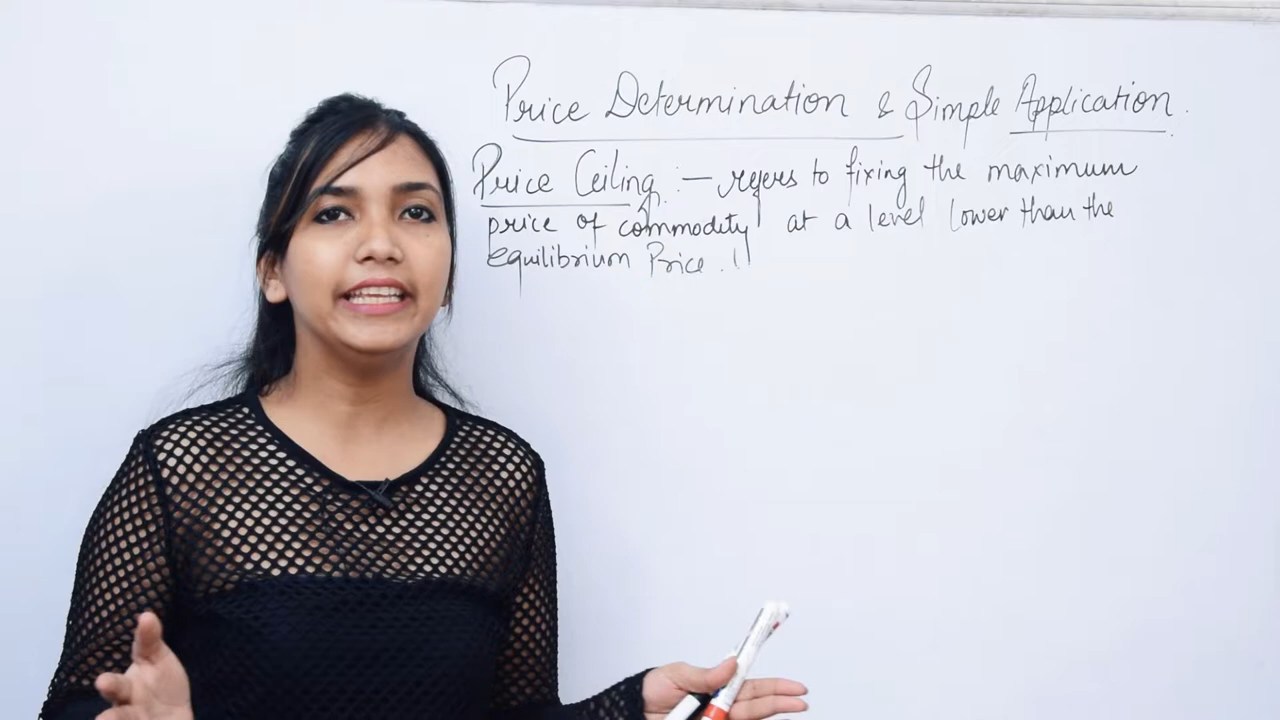 Price Determination & Simple Application.
Price Ceiling :- refers to fixing the maximum
price of commodity at a level lower than the
equilibrium Price.